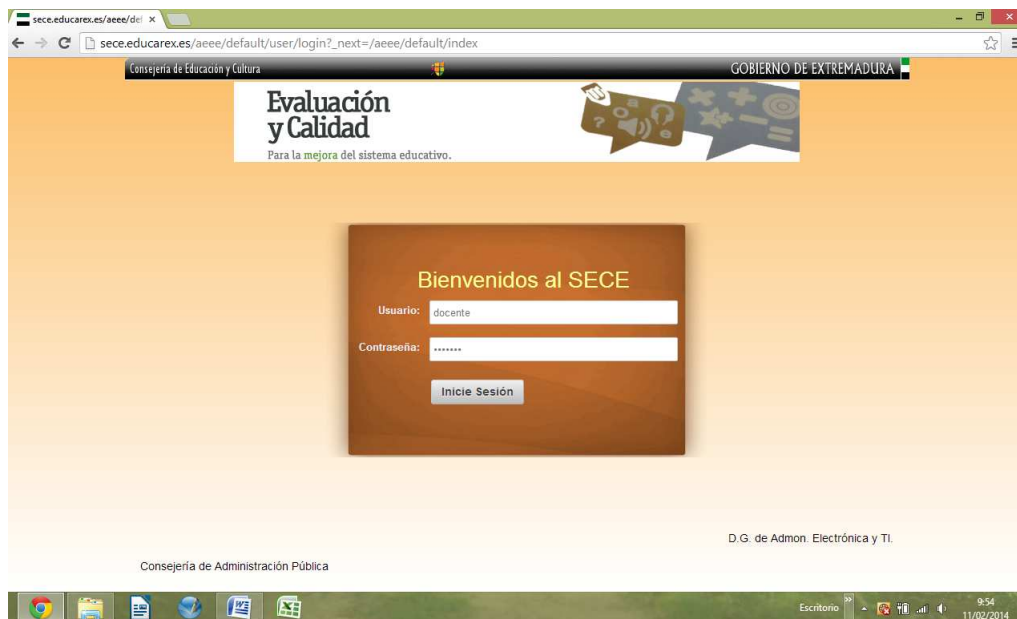 sece.educarex.es/aeee/def
sece.educarex.es/aeee/default/user/login?_next=/aeee/default/index
Consejería de Educación y Cultura
GOBIERNO DE EXTREMADURA
Evaluación
y Calidad
Para la mejora del sistema educativo.
Bienvenidos al SECE
Usuario: docente
Contraseña: •••••••
Inicie Sesión
D.G. de Admon. Electrónica y TI.
Consejería de Administración Pública
Escritorio
9:54
11/02/2014